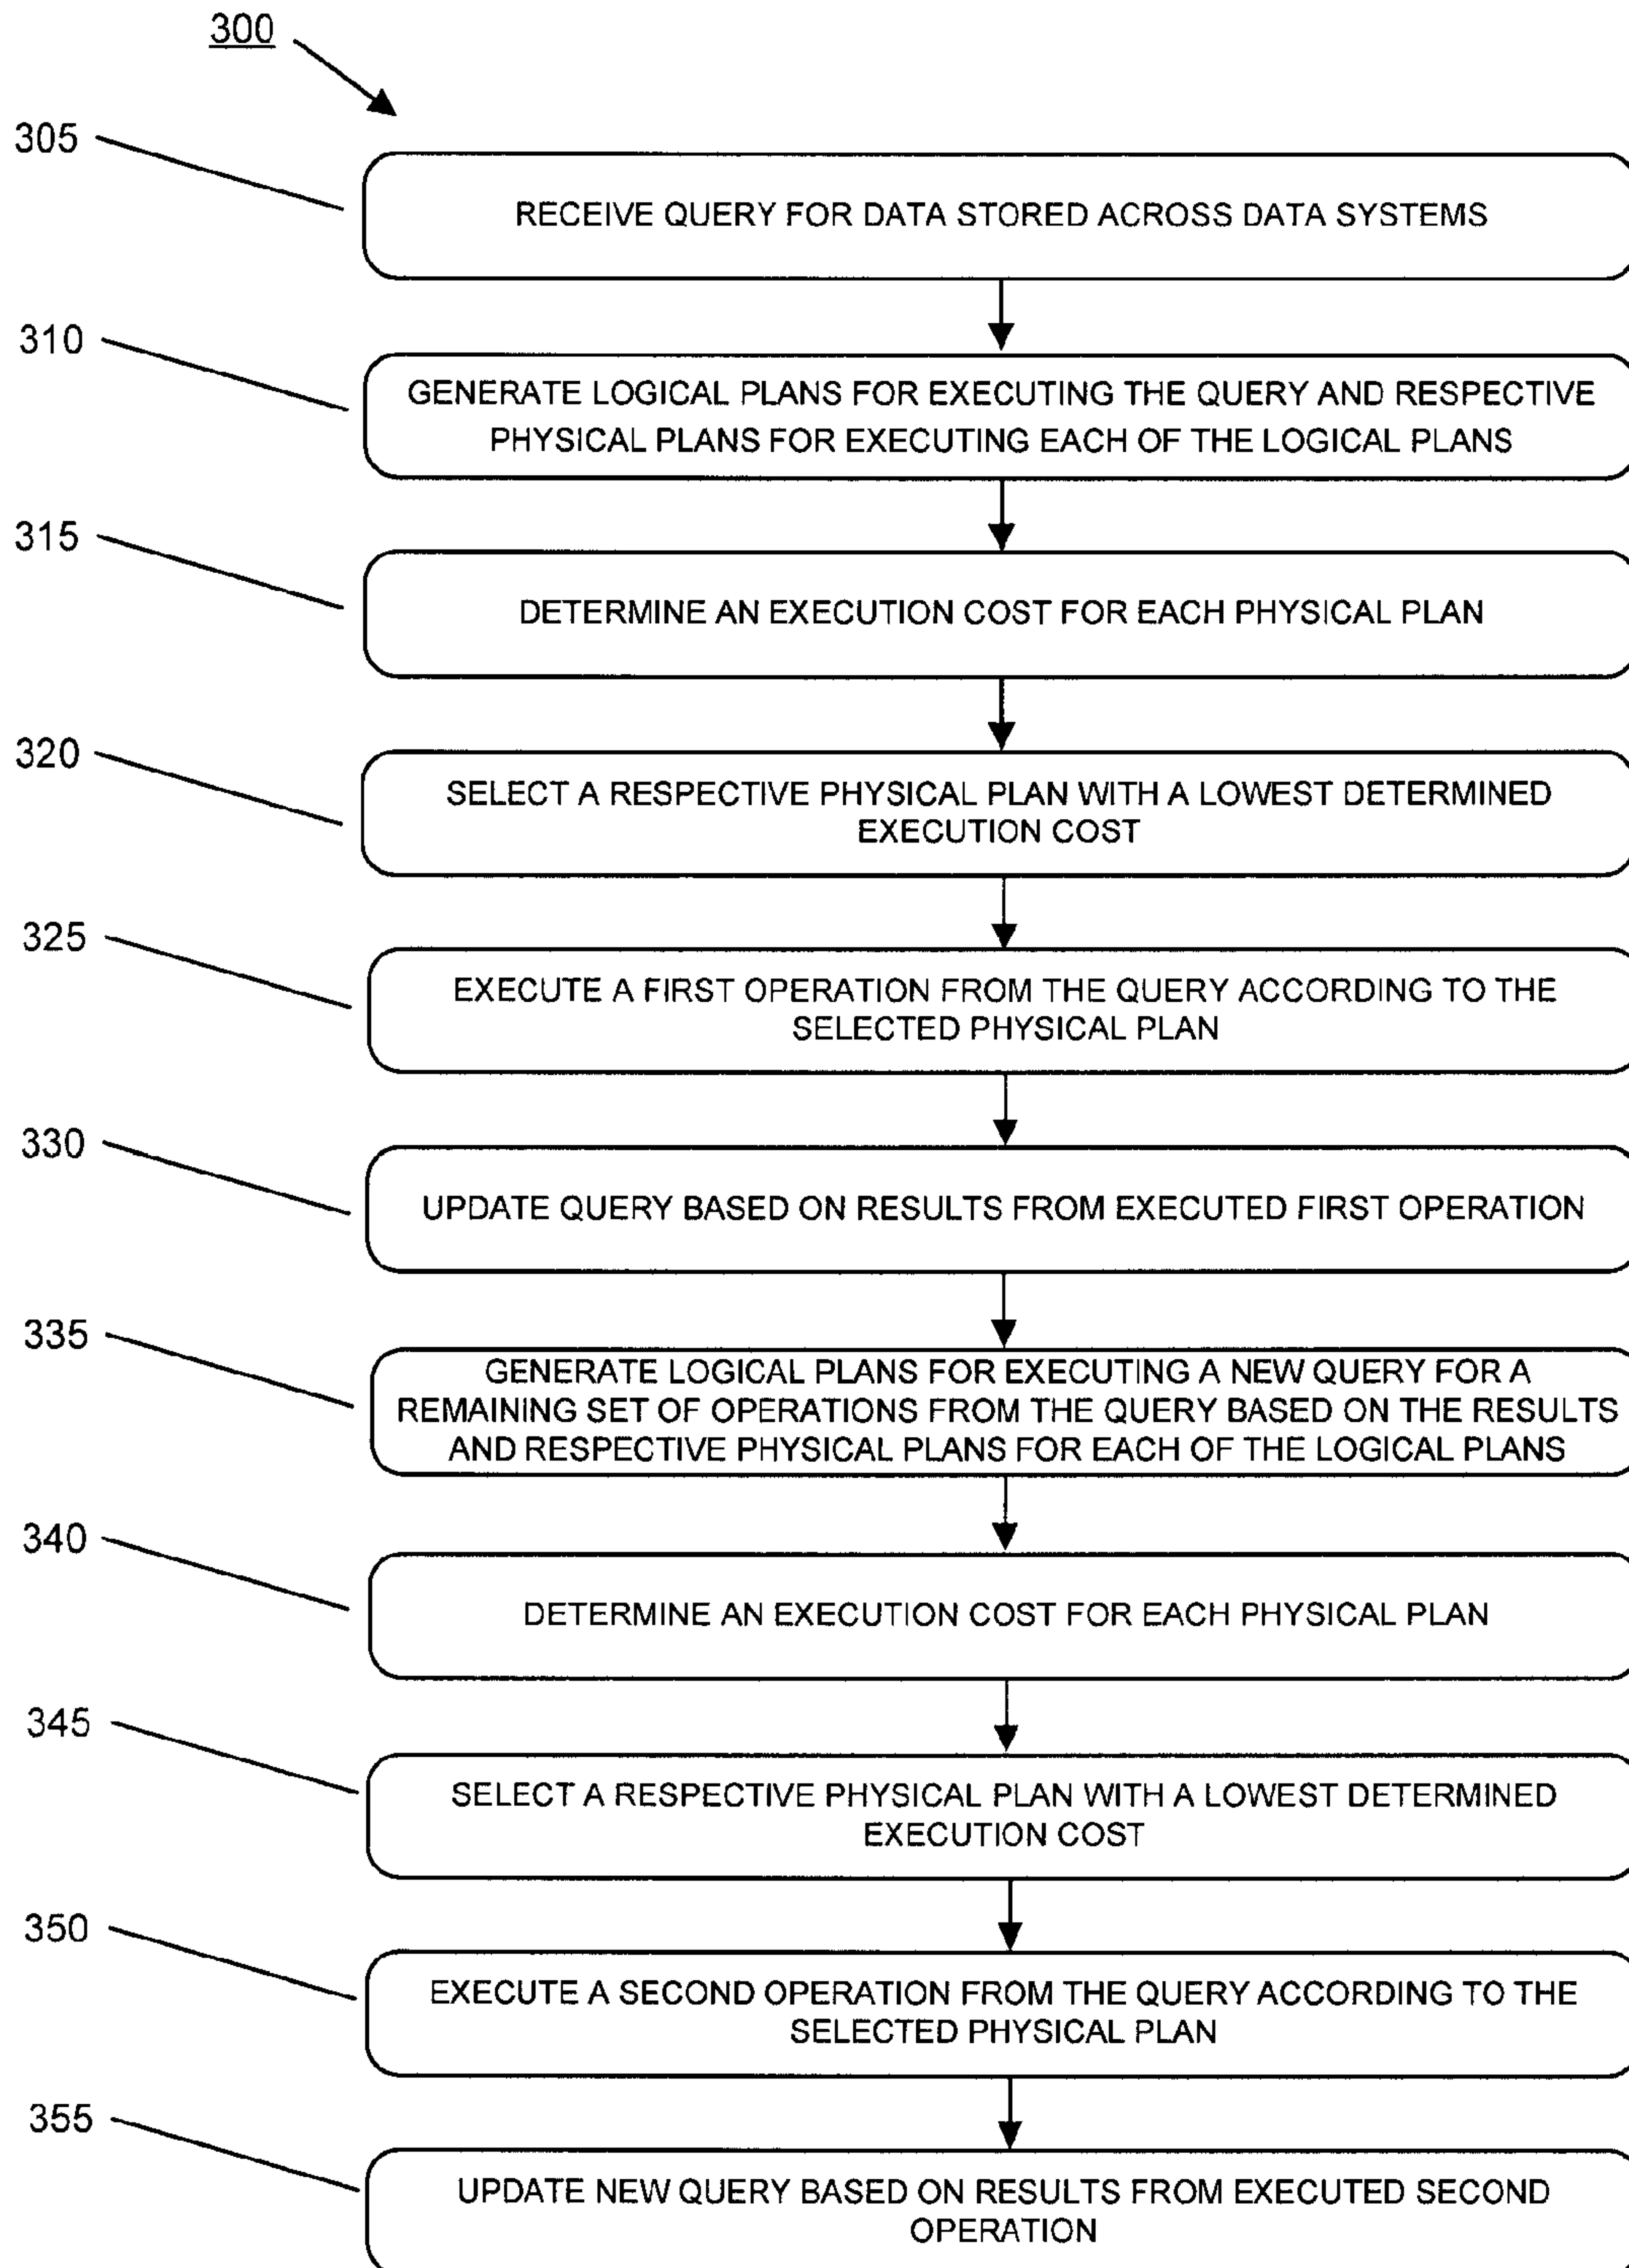 300
305
RECEIVE QUERY FOR DATA STORED ACROSS DATA SYSTEMS
310
GENERATE LOGICAL PLANS FOR EXECUTING THE QUERY AND RESPECTIVE
PHYSICAL PLANS FOR EXECUTING EACH OF THE LOGICAL PLANS
315
DETERMINE AN EXECUTION COST FOR EACH PHYSICAL PLAN
320
SELECT A RESPECTIVE PHYSICAL PLAN WITH A LOWEST DETERMINED
EXECUTION COST
325
EXECUTE A FIRST OPERATION FROM THE QUERY ACCORDING TO THE
SELECTED PHYSICAL PLAN
330
UPDATE QUERY BASED ON RESULTS FROM EXECUTED FIRST OPERATION
335
GENERATE LOGICAL PLANS FOR EXECUTING A NEW QUERY FOR A
REMAINING SET OF OPERATIONS FROM THE QUERY BASED ON THE RESULTS
AND RESPECTIVE PHYSICAL PLANS FOR EACH OF THE LOGICAL PLANS
340
DETERMINE AN EXECUTION COST FOR EACH PHYSICAL PLAN
345
SELECT A RESPECTIVE PHYSICAL PLAN WITH A LOWEST DETERMINED
EXECUTION COST
350
EXECUTE A SECOND OPERATION FROM THE QUERY ACCORDING TO THE
SELECTED PHYSICAL PLAN
355
UPDATE NEW QUERY BASED ON RESULTS FROM EXECUTED SECOND
OPERATION